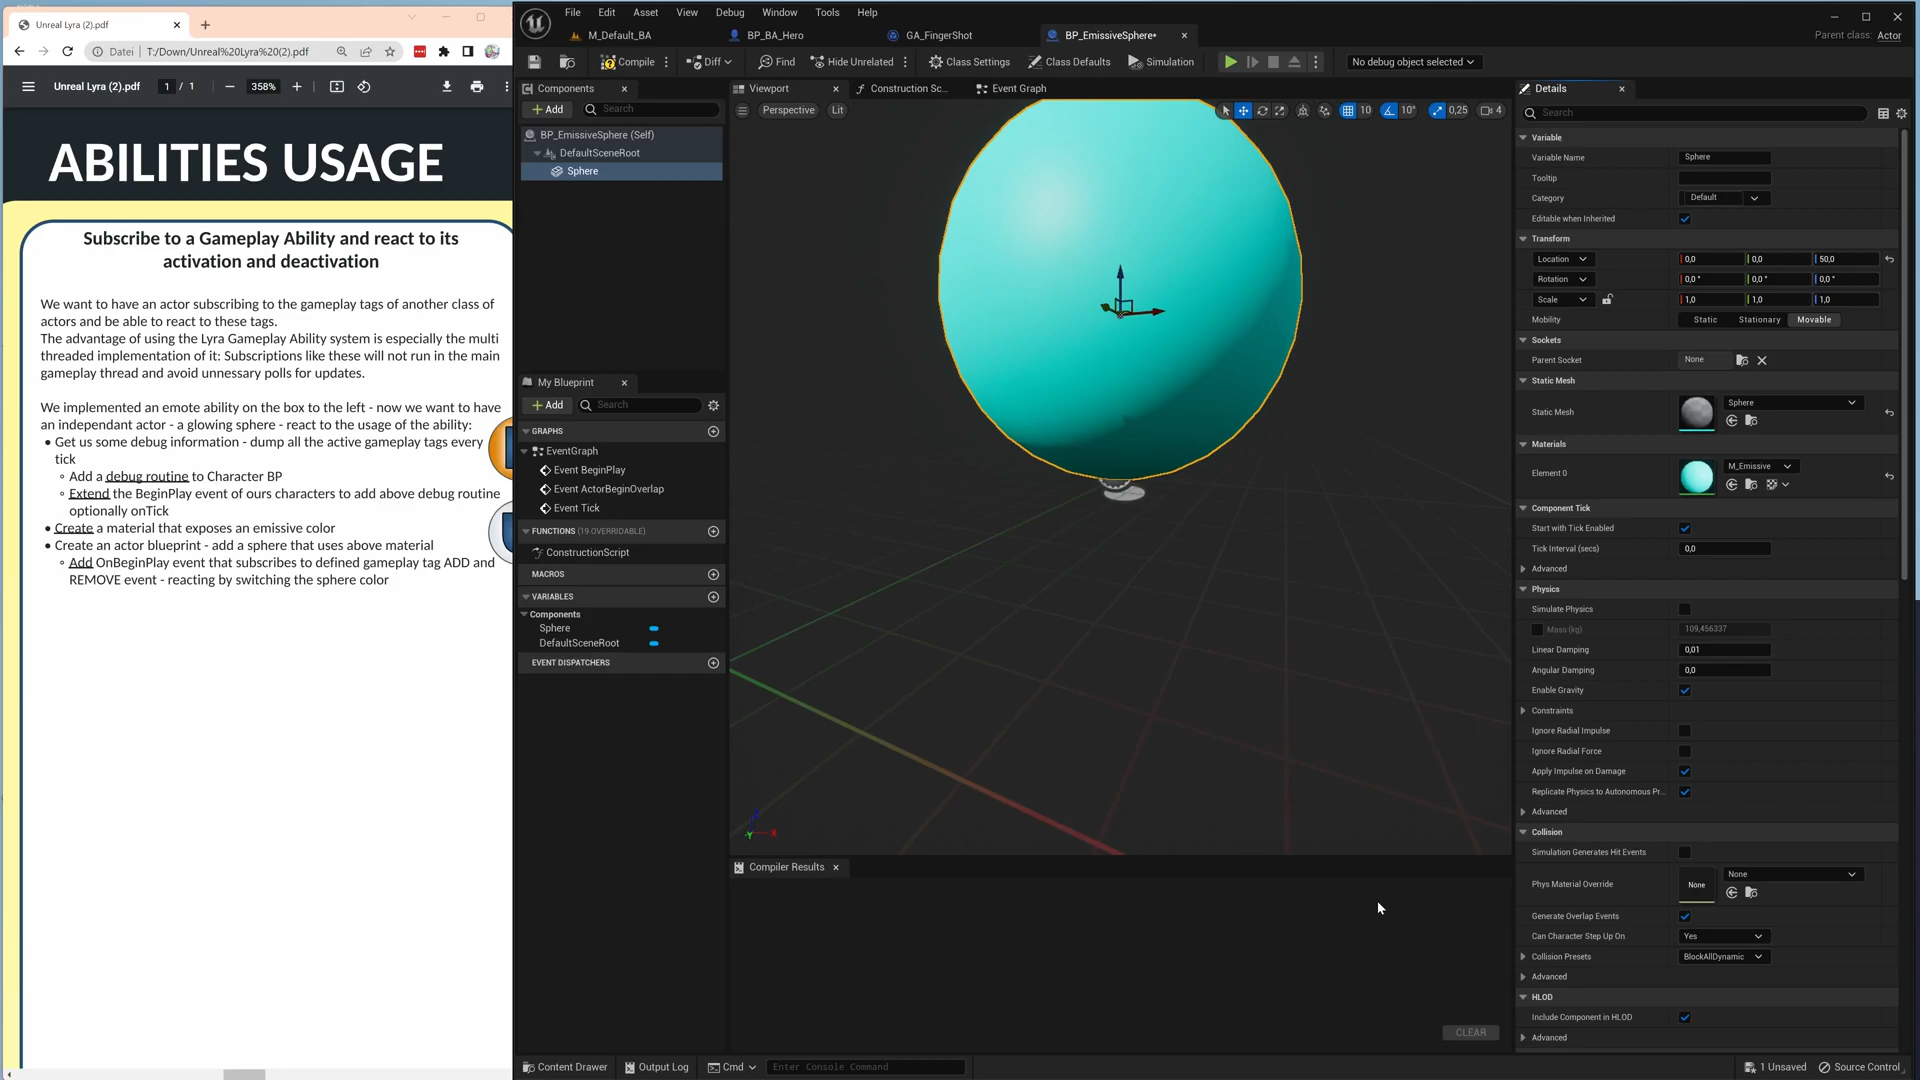 Unreal Lyra (2).pdf
Datei T:/Down/Unreal%20Lyra%20(2).pdf
Unreal Lyra (2).pdf 1 / 1 358%
ABILITIES USAGE
Subscribe to a Gameplay Ability and react to its
activation and deactivation
We want to have an actor subscribing to the gameplay tags of another class of
actors and be able to react to these tags.
The advantage of using the Lyra Gameplay Ability system is especially the multi
threaded implementation of it: Subscriptions like these will not run in the main
gameplay thread and avoid unnessary polls for updates.
We implemented an emote ability on the box to the left - now we want to have
an independant actor - a glowing sphere - react to the usage of the ability:
Get us some debug information - dump all the active gameplay tags every
tick
Add a debug routine to Character BP
Extend the BeginPlay event of ours characters to add above debug routine
optionally onTick
Create a material that exposes an emissive color
Create an actor blueprint - add a sphere that uses above material
Add OnBeginPlay event that subscribes to defined gameplay tag ADD and
REMOVE event - reacting by switching the sphere color
File Edit Asset View Debug Window Tools Help
M_Default_BA BP_BA_Hero GA_FingerShot BP_EmissiveSphere*
Parent class: Actor
Compile Diff Find Hide Unrelated Class Settings Class Defaults Simulation No debug object selected
Components
Add Search
BP_EmissiveSphere (Self)
DefaultSceneRoot
Sphere
My Blueprint
Add Search
GRAPHS
EventGraph
Event BeginPlay
Event ActorBeginOverlap
Event Tick
FUNCTIONS (19 OVERRIDABLE)
ConstructionScript
MACROS
VARIABLES
Components
Sphere
DefaultSceneRoot
EVENT DISPATCHERS
Viewport Construction Sc... Event Graph
Perspective Lit 10 10° 0,25 4
Y X
Compiler Results
CLEAR
Details
Search
Variable
Variable Name Sphere
Tooltip
Category Default
Editable when Inherited
Transform
Location 0,0 0,0 50,0
Rotation 0,0 ° 0,0 ° 0,0 °
Scale 1,0 1,0 1,0
Mobility Static Stationary Movable
Sockets
Parent Socket None
Static Mesh
Static Mesh Sphere
Materials
Element 0 M_Emissive
Component Tick
Start with Tick Enabled
Tick Interval (secs) 0,0
Advanced
Physics
Simulate Physics
Mass (kg) 109,456337
Linear Damping 0,01
Angular Damping 0,0
Enable Gravity
Constraints
Ignore Radial Impulse
Ignore Radial Force
Apply Impulse on Damage
Replicate Physics to Autonomous Pr...
Advanced
Collision
Simulation Generates Hit Events
Phys Material Override None None
Generate Overlap Events
Can Character Step Up On Yes
Collision Presets BlockAllDynamic
Advanced
HLOD
Include Component in HLOD
Advanced
Content Drawer Output Log Cmd Enter Console Command 1 Unsaved Source Control